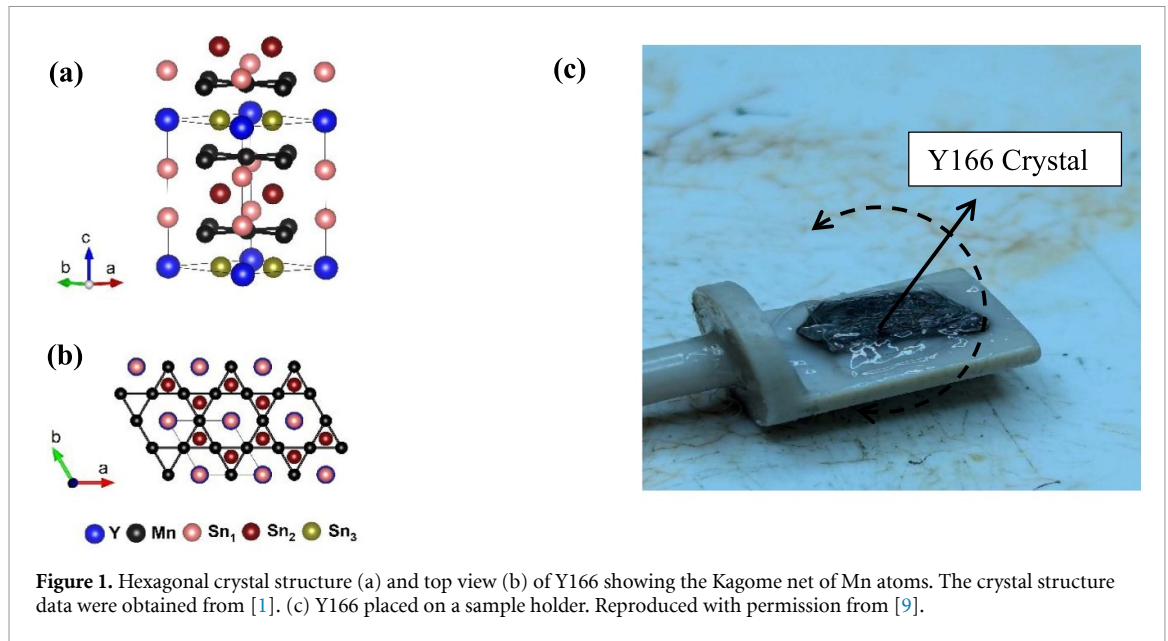 (a)
c
b
a
(b)
b
a
Y Mn Sn1 Sn2 Sn3
(c)
Y166 Crystal
Figure 1. Hexagonal crystal structure (a) and top view (b) of Y166 showing the Kagome net of Mn atoms. The crystal structure
data were obtained from [1]. (c) Y166 placed on a sample holder. Reproduced with permission from [9].